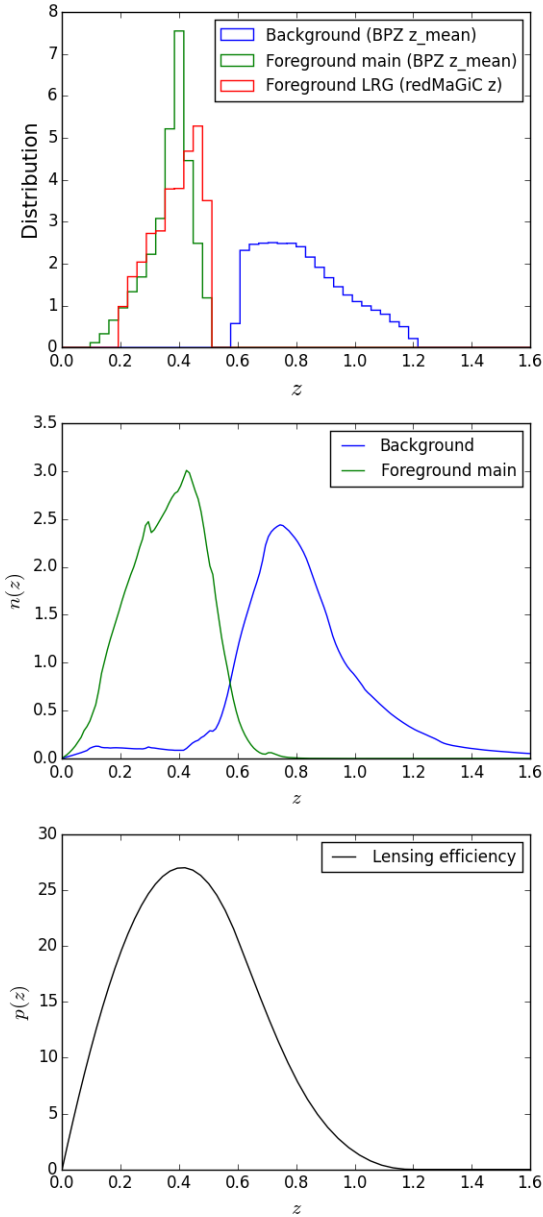 8
7
6
5
4
3
2
1
0
Distribution
Background (BPZ z_mean)
Foreground main (BPZ z_mean)
Foreground LRG (redMaGiC z)
0.0 0.2 0.4 0.6 0.8 1.0 1.2 1.4 1.6
z
3.5
3.0
2.5
2.0
1.5
1.0
0.5
0.0
n(z)
Background
Foreground main
0.0 0.2 0.4 0.6 0.8 1.0 1.2 1.4 1.6
z
30
25
20
15
10
5
0
p(z)
Lensing efficiency
0.0 0.2 0.4 0.6 0.8 1.0 1.2 1.4 1.6
z